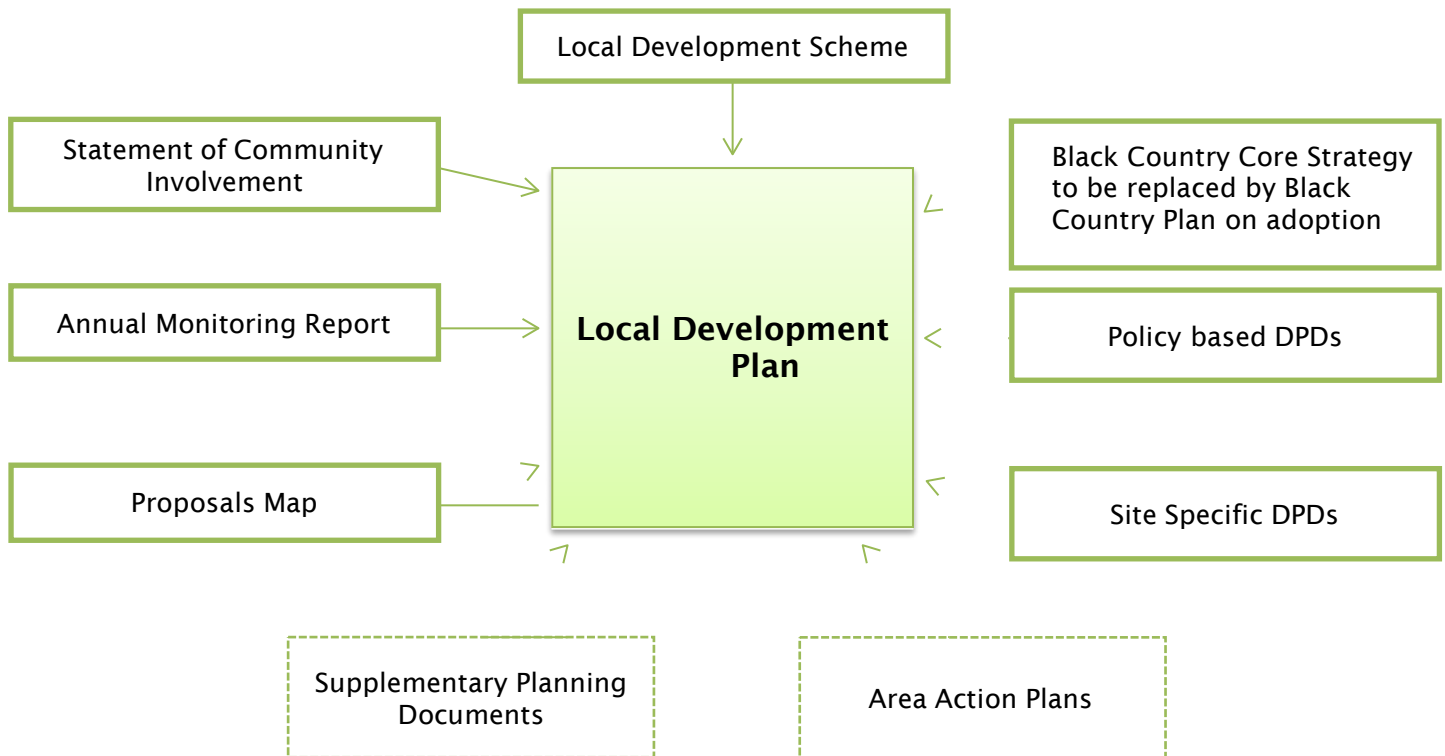 Local Development Scheme
Statement of Community
Involvement
Black Country Core Strategy
to be replaced by Black
Country Plan on adoption
Annual Monitoring Report
Local Development
Plan
Policy based DPDs
Proposals Map
Site Specific DPDs
Supplementary Planning
Documents
Area Action Plans